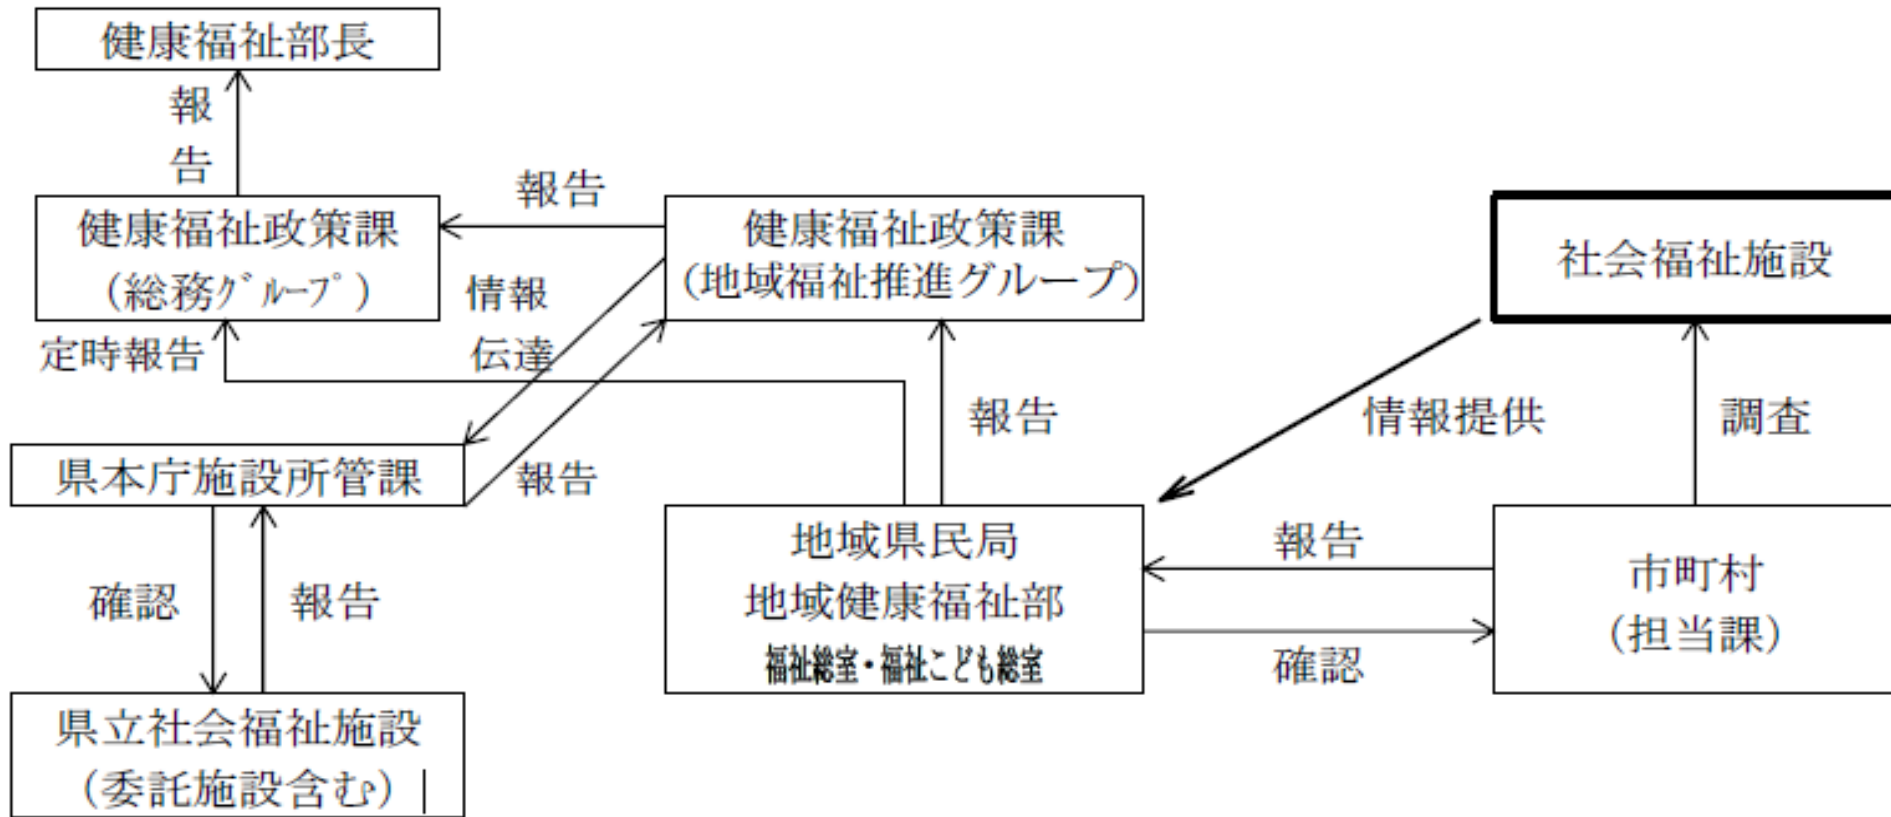 健康福祉部長
報
告
健康福祉政策課
(総務グループ)
報告
健康福祉政策課
(地域福祉推進グループ)
社会福祉施設
情報
伝達
定時報告
報告
情報提供
調査
県本庁施設所管課
報告
地域県民局
地域健康福祉部
福祉総室・福祉こども総室
報告
確認
市町村
(担当課)
確認
報告
県立社会福祉施設
(委託施設含む)